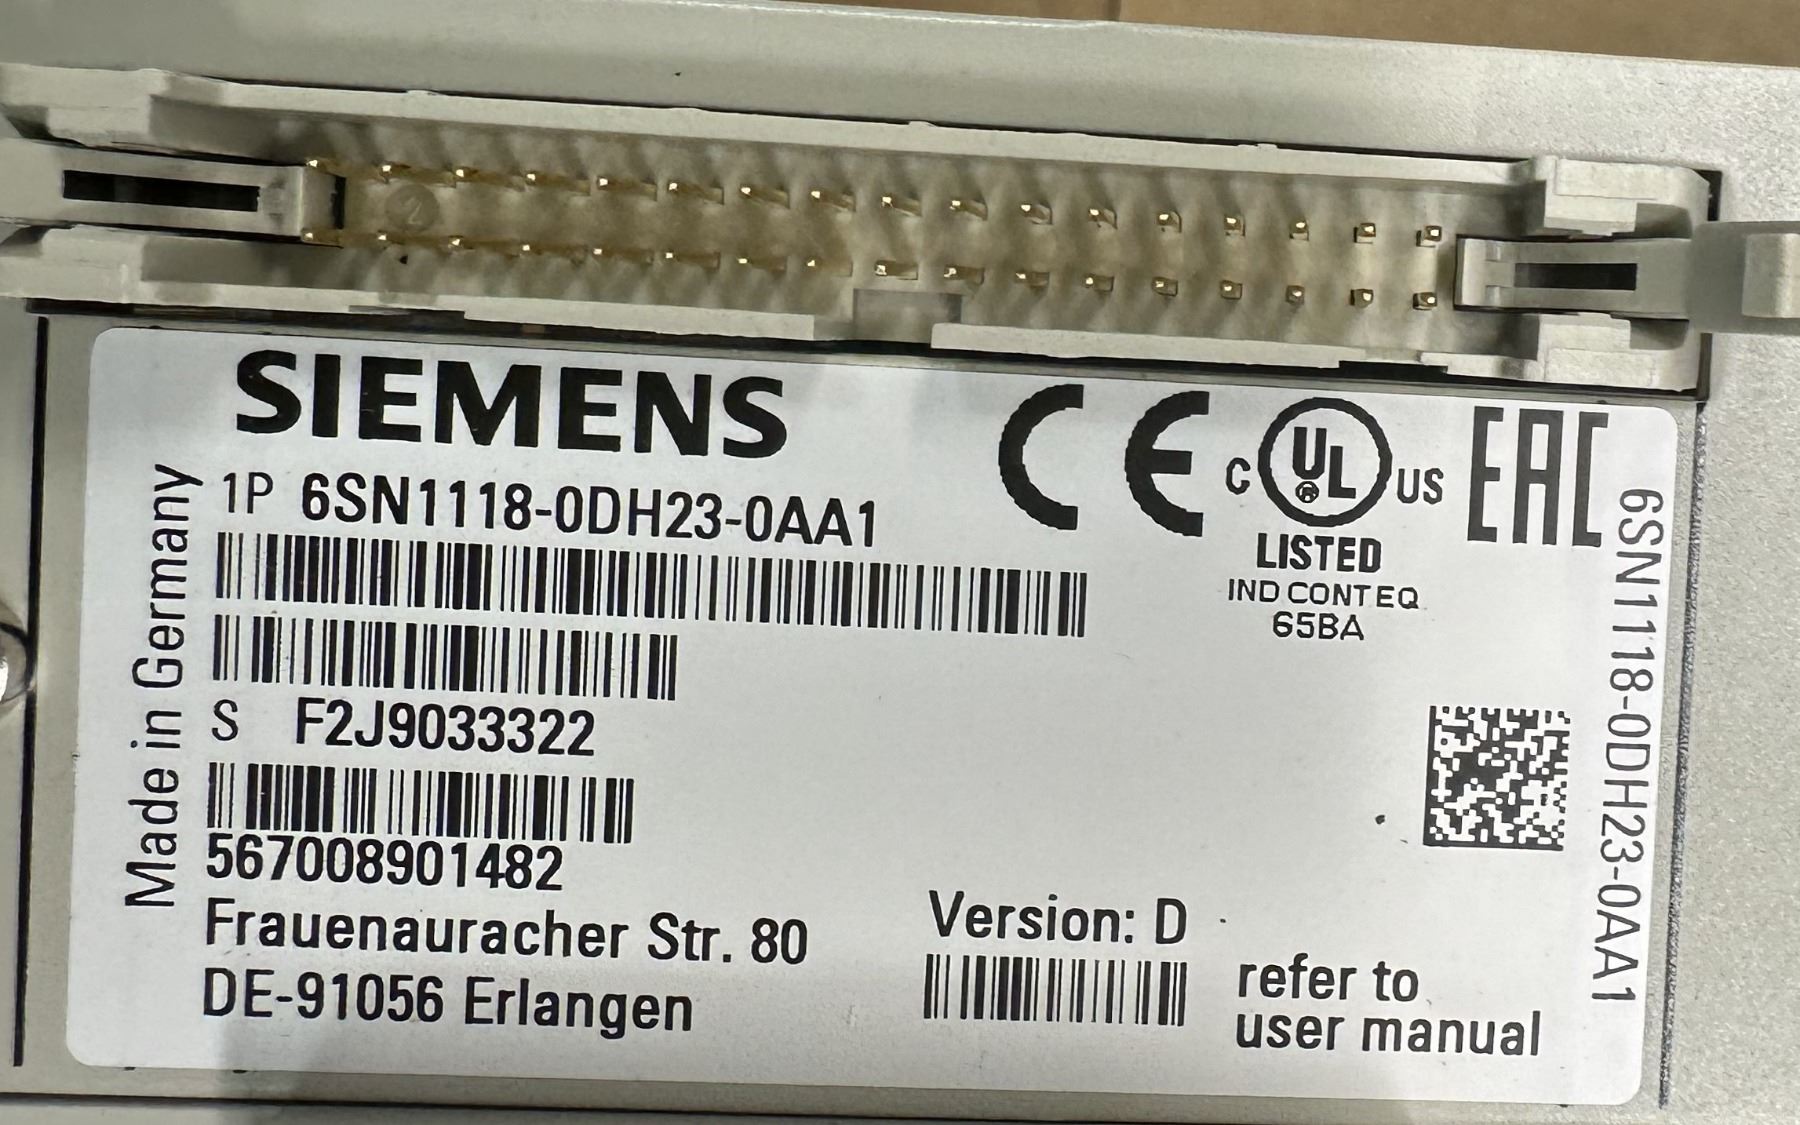 SIEMENS
1P 6SN1118-0DH23-0AA1
S F2J9033322
567008901482
Frauenauracher Str. 80
DE-91056 Erlangen
Made in Germany
CE
C UL® US
LISTED
IND CONT EQ
65BA
EAC
Version: D
refer to
user manual
6SN1118-0DH23-0AA1